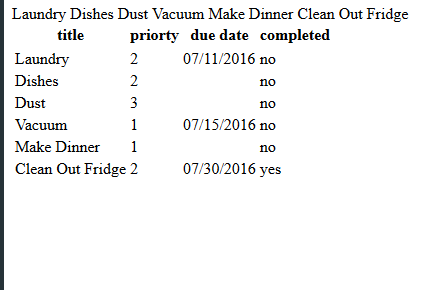 Laundry Dishes Dust Vacuum Make Dinner Clean Out Fridge
title priorty due date completed
Laundry 2 07/11/2016 no
Dishes 2 no
Dust 3 no
Vacuum 1 07/15/2016 no
Make Dinner 1 no
Clean Out Fridge 2 07/30/2016 yes